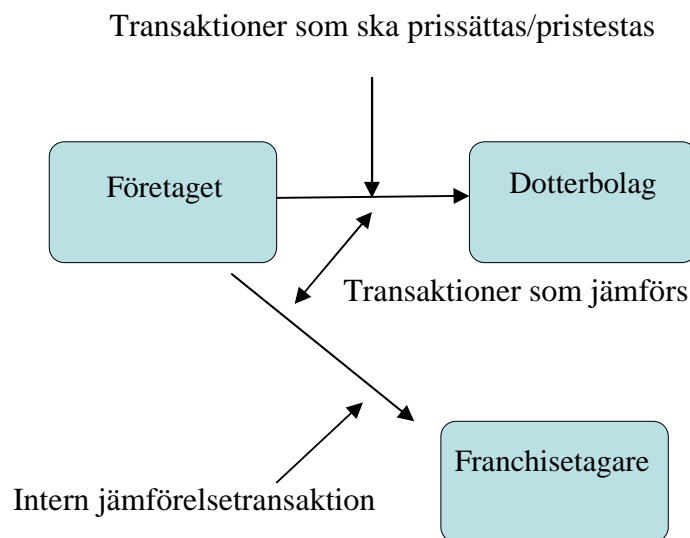 Transaktioner som ska prissättas/pristestas
Företaget
Dotterbolag
Transaktioner som jämförs
Franchisetagare
Intern jämförelsetransaktion